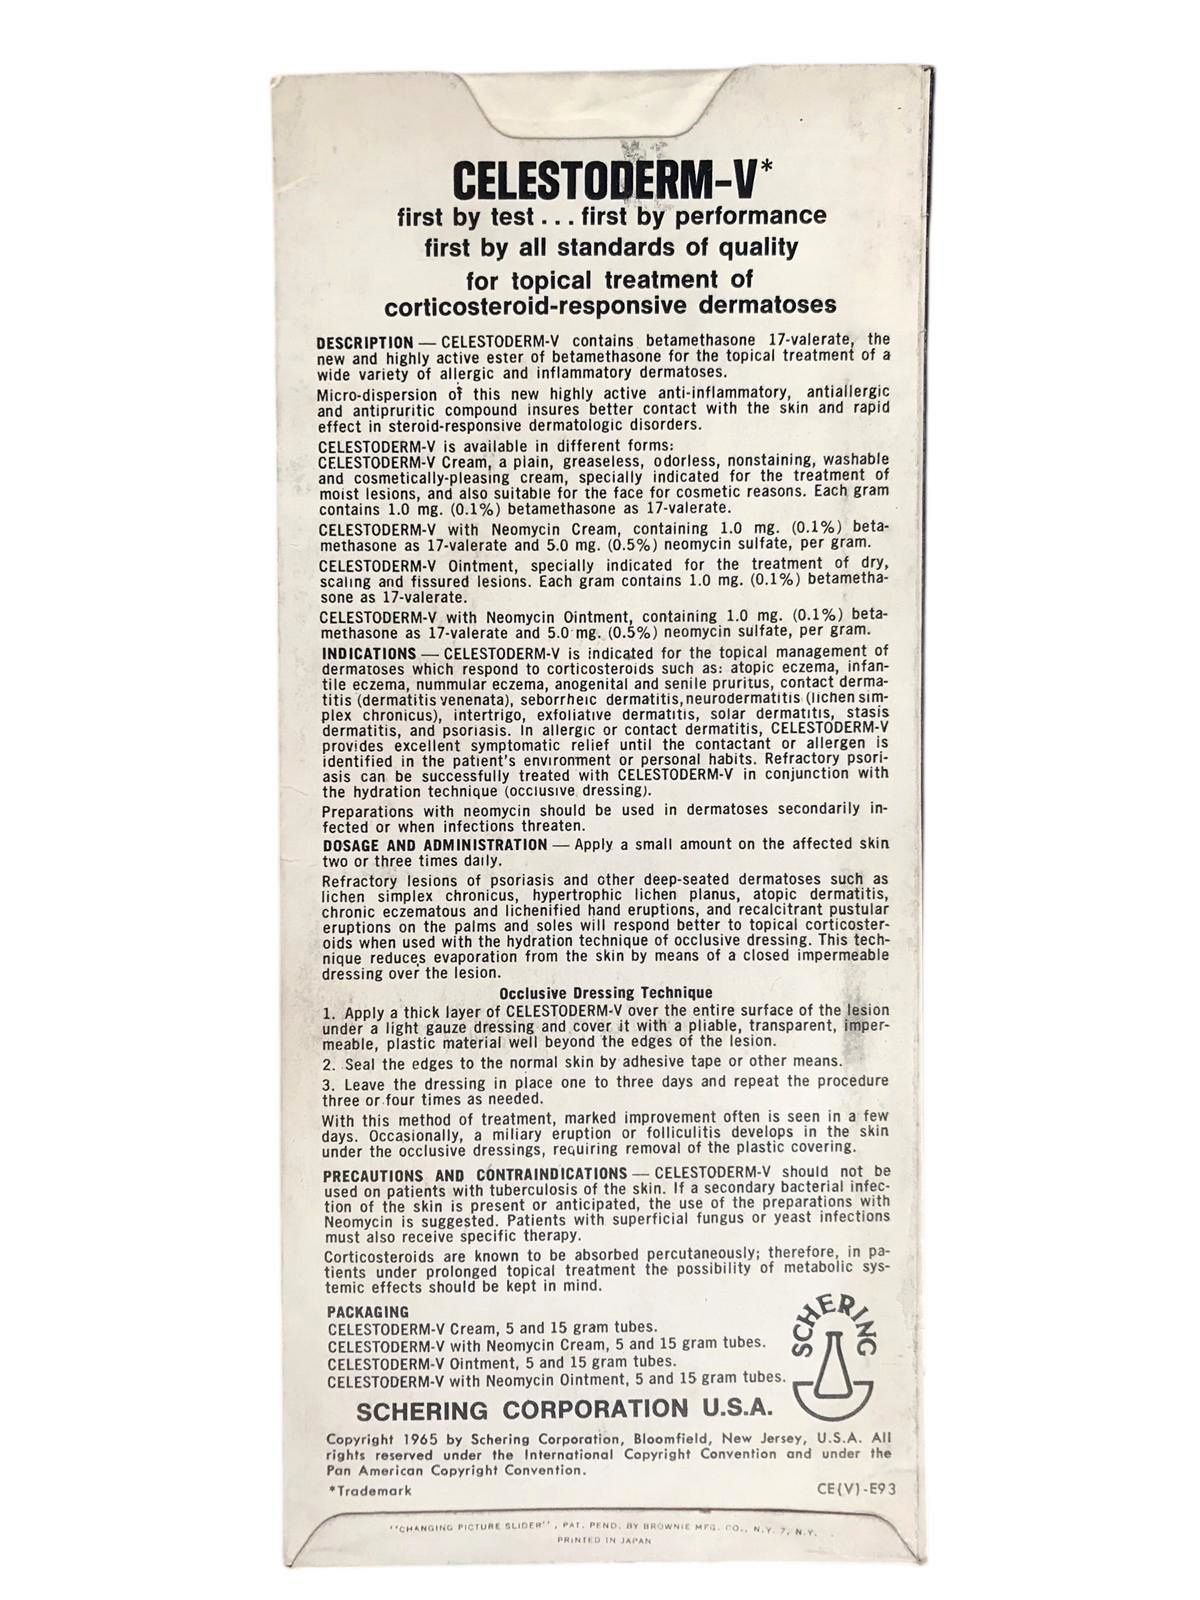 CELESTODERM-V*
first by test . . . first by performance
first by all standards of quality
for topical treatment of
corticosteroid-responsive dermatoses
DESCRIPTION — CELESTODERM-V contains betamethasone 17-valerate, the
new and highly active ester of betamethasone for the topical treatment of a
wide variety of allergic and inflammatory dermatoses.
Micro-dispersion of this new highly active anti-inflammatory, antiallergic
and antipruritic compound insures better contact with the skin and rapid
effect in steroid-responsive dermatologic disorders.
CELESTODERM-V is available in different forms:
CELESTODERM-V Cream, a plain, greaseless, odorless, nonstaining, washable
and cosmetically-pleasing cream, specially indicated for the treatment of
moist lesions, and also suitable for the face for cosmetic reasons. Each gram
contains 1.0 mg. (0.1%) betamethasone as 17-valerate.
CELESTODERM-V with Neomycin Cream, containing 1.0 mg. (0.1%) beta-
methasone as 17-valerate and 5.0 mg. (0.5%) neomycin sulfate, per gram.
CELESTODERM-V Ointment, specially indicated for the treatment of dry,
scaling and fissured lesions. Each gram contains 1.0 mg. (0.1%) betametha-
sone as 17-valerate.
CELESTODERM-V with Neomycin Ointment, containing 1.0 mg. (0.1%) beta-
methasone as 17-valerate and 5.0 mg. (0.5%) neomycin sulfate, per gram.
INDICATIONS — CELESTODERM-V is indicated for the topical management of
dermatoses which respond to corticosteroids such as: atopic eczema, infan-
tile eczema, nummular eczema, anogenital and senile pruritus, contact derma-
titis (dermatitis venenata), seborrheic dermatitis, neurodermatitis (lichen sim-
plex chronicus), intertrigo, exfoliative dermatitis, solar dermatitis, stasis
dermatitis, and psoriasis. In allergic or contact dermatitis, CELESTODERM-V
provides excellent symptomatic relief until the contactant or allergen is
identified in the patient's environment or personal habits. Refractory psori-
asis can be successfully treated with CELESTODERM-V in conjunction with
the hydration technique (occlusive dressing).
Preparations with neomycin should be used in dermatoses secondarily in-
fected or when infections threaten.
DOSAGE AND ADMINISTRATION — Apply a small amount on the affected skin
two or three times daily.
Refractory lesions of psoriasis and other deep-seated dermatoses such as
lichen simplex chronicus, hypertrophic lichen planus, atopic dermatitis,
chronic eczematous and lichenified hand eruptions, and recalcitrant pustular
eruptions on the palms and soles will respond better to topical corticoster-
oids when used with the hydration technique of occlusive dressing. This tech-
nique reduces evaporation from the skin by means of a closed impermeable
dressing over the lesion.
Occlusive Dressing Technique
1. Apply a thick layer of CELESTODERM-V over the entire surface of the lesion
under a light gauze dressing and cover it with a pliable, transparent, imper-
meable, plastic material well beyond the edges of the lesion.
2. Seal the edges to the normal skin by adhesive tape or other means.
3. Leave the dressing in place one to three days and repeat the procedure
three or four times as needed.
With this method of treatment, marked improvement often is seen in a few
days. Occasionally, a miliary eruption or folliculitis develops in the skin
under the occlusive dressings, requiring removal of the plastic covering.
PRECAUTIONS AND CONTRAINDICATIONS — CELESTODERM-V should not be
used on patients with tuberculosis of the skin. If a secondary bacterial infec-
tion of the skin is present or anticipated, the use of the preparations with
Neomycin is suggested. Patients with superficial fungus or yeast infections
must also receive specific therapy.
Corticosteroids are known to be absorbed percutaneously; therefore, in pa-
tients under prolonged topical treatment the possibility of metabolic sys-
temic effects should be kept in mind.
PACKAGING
CELESTODERM-V Cream, 5 and 15 gram tubes.
CELESTODERM-V with Neomycin Cream, 5 and 15 gram tubes.
CELESTODERM-V Ointment, 5 and 15 gram tubes.
CELESTODERM-V with Neomycin Ointment, 5 and 15 gram tubes.
SCHERING
SCHERING CORPORATION U.S.A.
Copyright 1965 by Schering Corporation, Bloomfield, New Jersey, U.S.A. All
rights reserved under the International Copyright Convention and under the
Pan American Copyright Convention.
*Trademark CE(V)-E93
"CHANGING PICTURE SLIDER", PAT. PEND. BY BROWNIE MFG. CO., N.Y. 7, N.Y.
PRINTED IN JAPAN